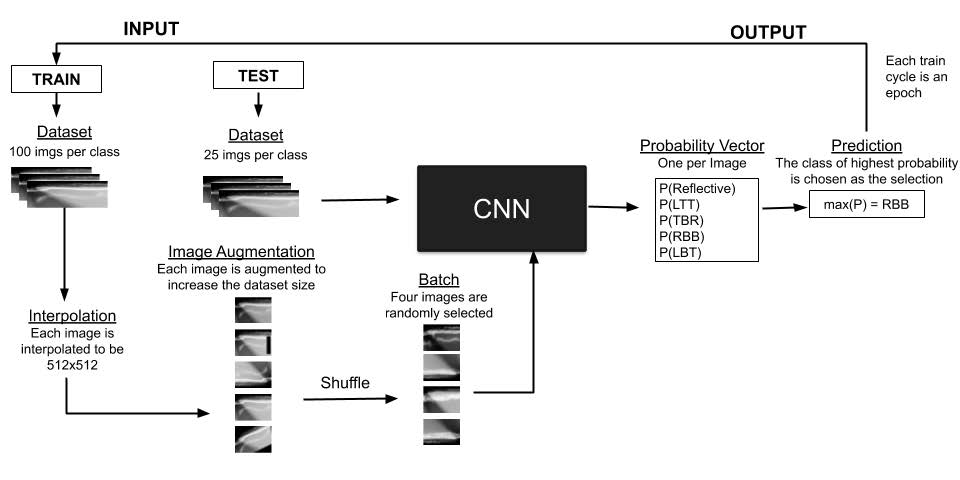 INPUT
OUTPUT
TRAIN
Dataset
100 imgs per class
Interpolation
Each image is
interpolated to be
512x512
TEST
Dataset
25 imgs per class
Image Augmentation
Each image is augmented to
increase the dataset size
Shuffle
Batch
Four images are
randomly selected
CNN
Probability Vector
One per Image
P(Reflective)
P(LTT)
P(TBR)
P(RBB)
P(LBT)
Prediction
The class of highest probability
is chosen as the selection
max(P) = RBB
Each train
cycle is an
epoch